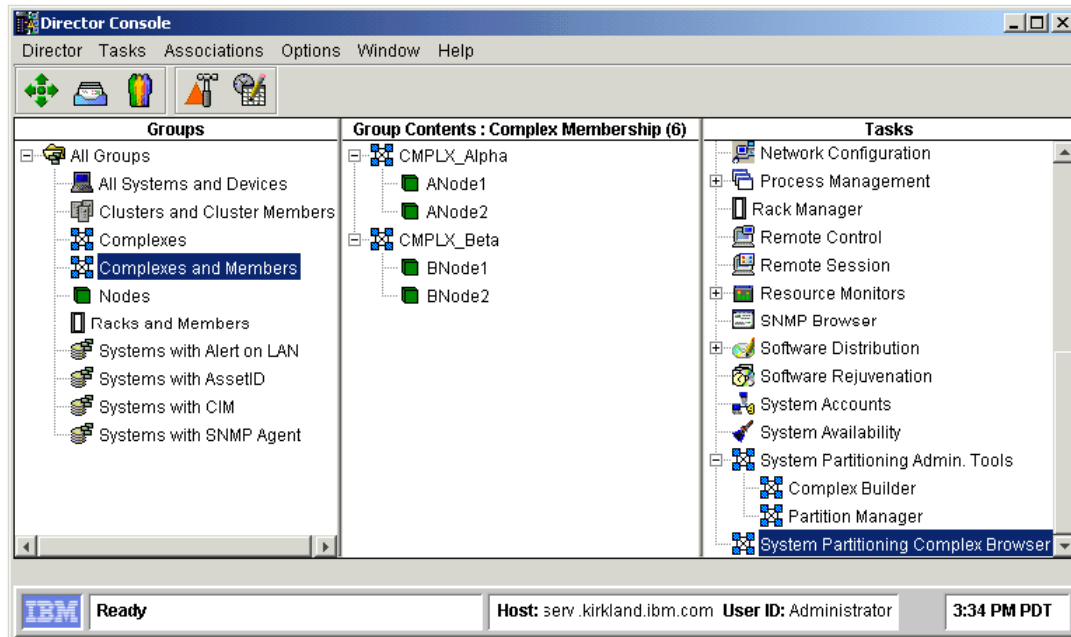 Director Console
Director Tasks Associations Options Window Help
Groups
All Groups
All Systems and Devices
Clusters and Cluster Members
Complexes
Complexes and Members
Nodes
Racks and Members
Systems with Alert on LAN
Systems with AssetID
Systems with CIM
Systems with SNMP Agent
Group Contents : Complex Membership (6)
CMPLX_Alpha
ANode1
ANode2
CMPLX_Beta
BNode1
BNode2
Tasks
Network Configuration
Process Management
Rack Manager
Remote Control
Remote Session
Resource Monitors
SNMP Browser
Software Distribution
Software Rejuvenation
System Accounts
System Availability
System Partitioning Admin. Tools
Complex Builder
Partition Manager
System Partitioning Complex Browser
IBM Ready Host: serv .kirkland.ibm.com User ID: Administrator 3:34 PM PDT